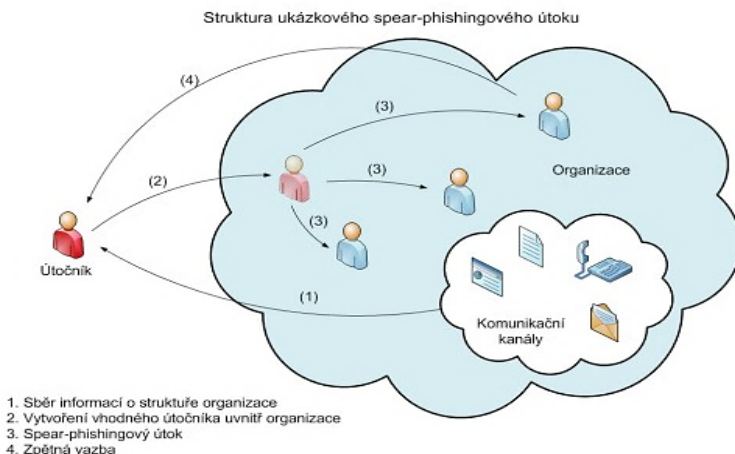 Struktura ukázkového spear-phishingového útoku
(4)
(3)
Organizace
(2)
(3)
(3)
Útočník
(1)
Komunikační
kanály
1. Sběr informací o struktuře organizace
2. Vytvoření vhodného útočníka uvnitř organizace
3. Spear-phishingový útok
4. Zpětná vazba